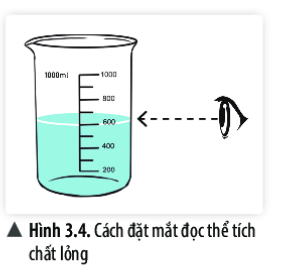 1000ml
1000
800
600
400
200
▲ Hình 3.4. Cách đặt mắt đọc thể tích
chất lỏng